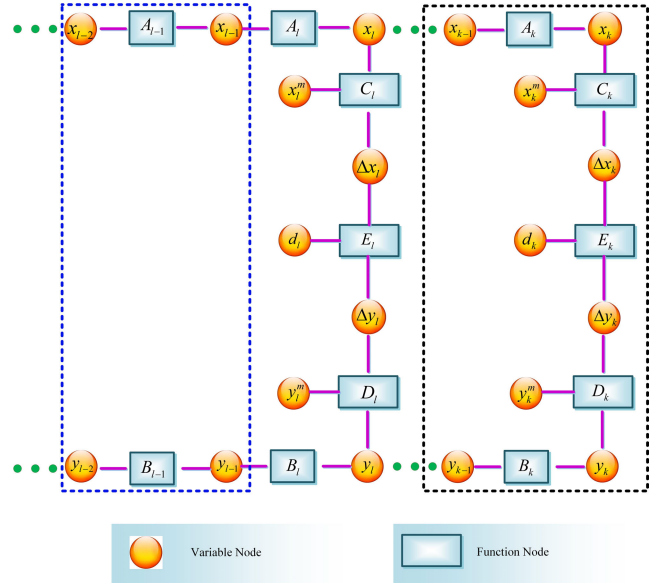 x_{l-2} A_{l-1} x_{l-1} A_l x_l x_{k-1} A_k x_k
x_l^m C_l x_k^m C_k
Δx_l Δx_k
d_l E_l d_k E_k
Δy_l Δy_k
y_l^m D_l y_k^m D_k
y_{l-2} B_{l-1} y_{l-1} B_l y_l y_{k-1} B_k y_k
Variable Node Function Node